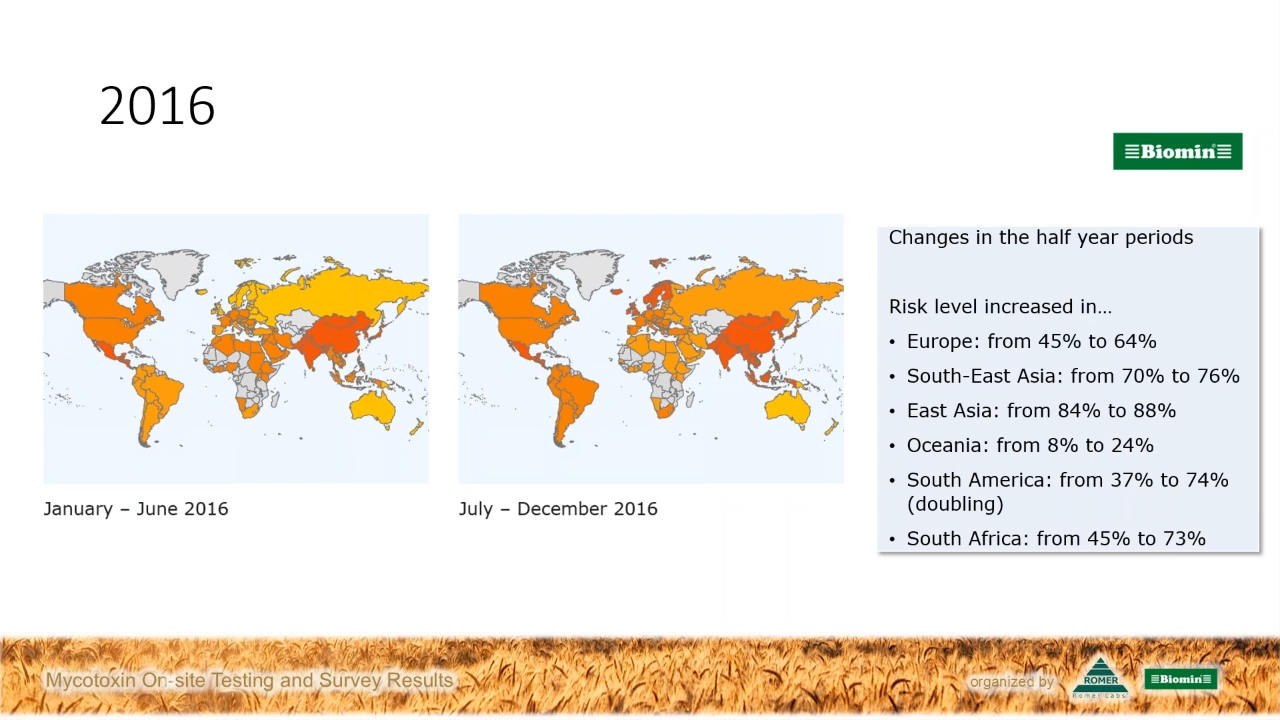 2016
Biomin
Changes in the half year periods
Risk level increased in...
• Europe: from 45% to 64%
• South-East Asia: from 70% to 76%
• East Asia: from 84% to 88%
• Oceania: from 8% to 24%
• South America: from 37% to 74%
(doubling)
• South Africa: from 45% to 73%
January – June 2016
July – December 2016
Mycotoxin On-site Testing and Survey Results
organized by
ROMER
Romer Labs
Biomin